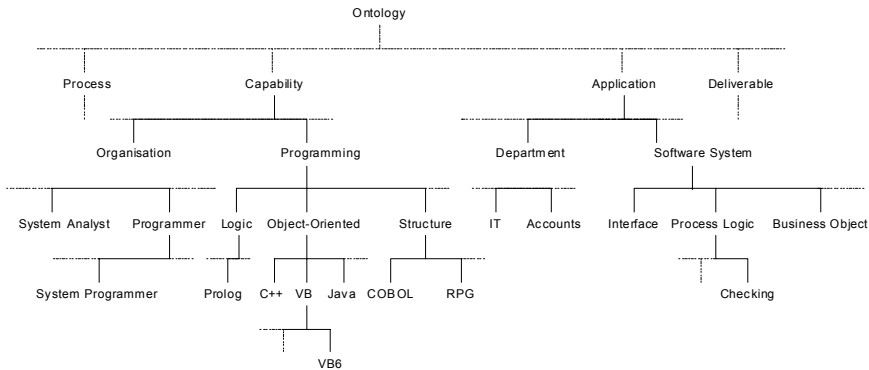 Ontology
Process Capability Application Deliverable
Organisation Programming Department Software System
System Analyst Programmer Logic Object-Oriented Structure IT Accounts Interface Process Logic Business Object
System Programmer Prolog C++ VB Java COBOL RPG Checking
VB6